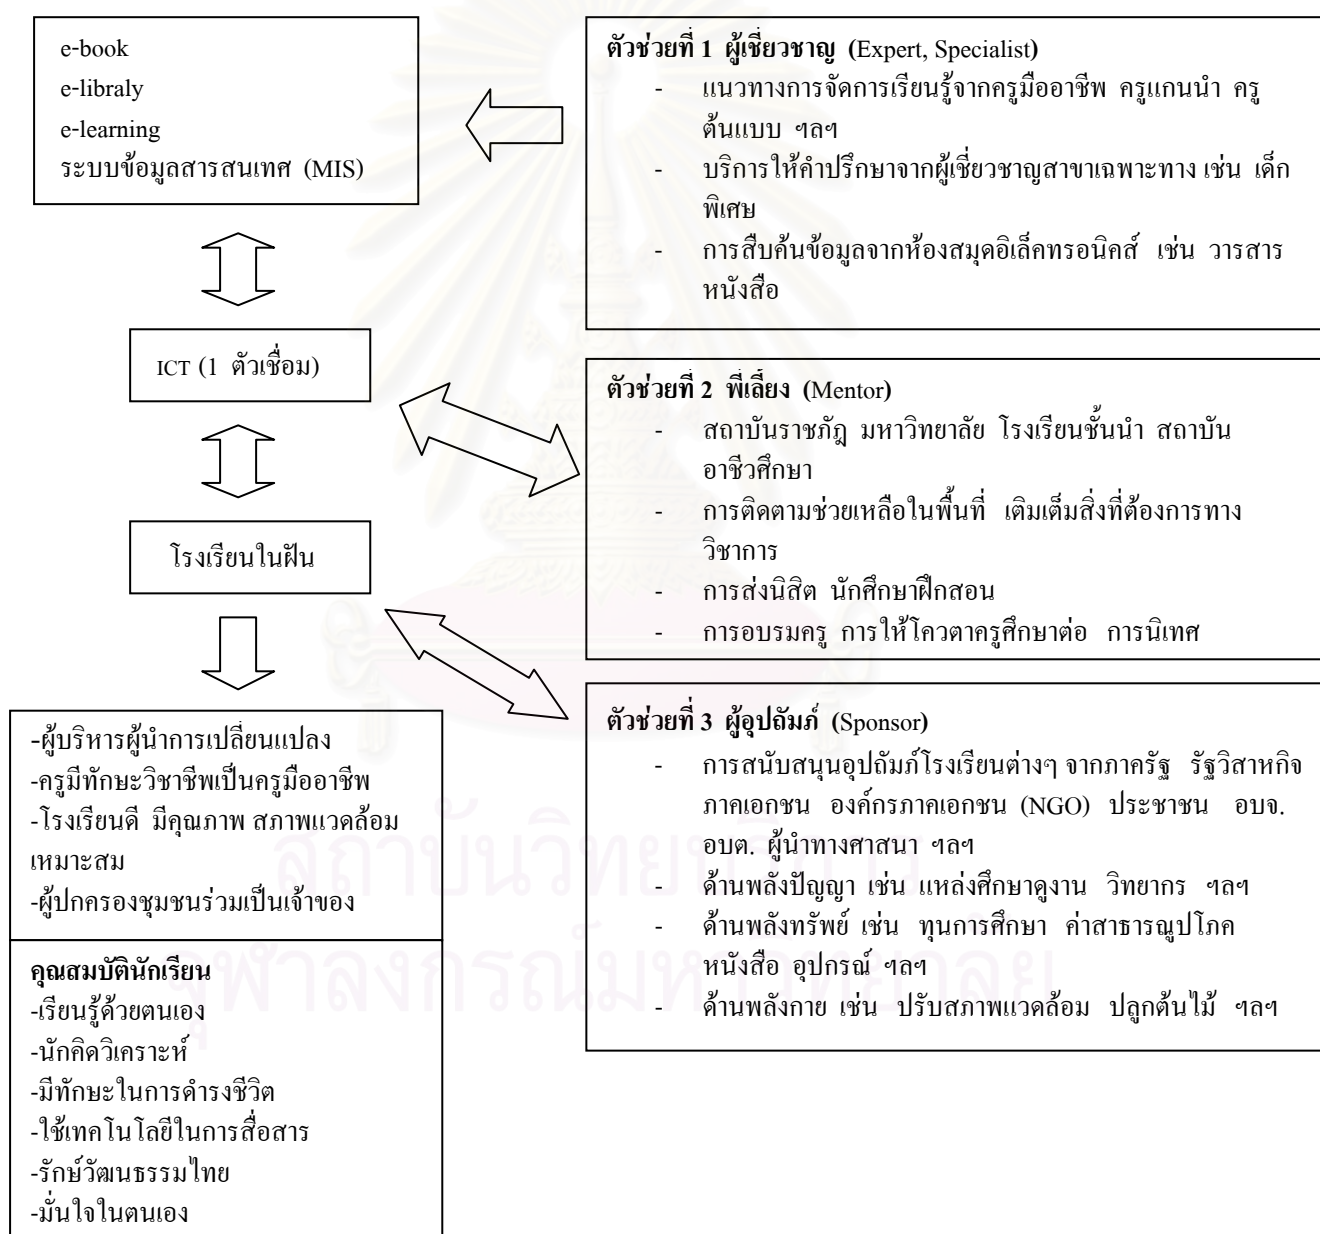 e-book
e-libraly
e-learning
ระบบข้อมูลสารสนเทศ (MIS)
ICT (1 ตัวเชื่อม)
โรงเรียนในฝัน
-ผู้บริหารผู้นำการเปลี่ยนแปลง
-ครูมีทักษะวิชาชีพเป็นครูมืออาชีพ
-โรงเรียนดี มีคุณภาพ สภาพแวดล้อม
เหมาะสม
-ผู้ปกครองชุมชนร่วมเป็นเจ้าของ
คุณสมบัตินักเรียน
-เรียนรู้ด้วยตนเอง
-นักคิดวิเคราะห์
-มีทักษะในการดำรงชีวิต
-ใช้เทคโนโลยีในการสื่อสาร
-รักษ์วัฒนธรรมไทย
-มั่นใจในตนเอง
ตัวช่วยที่ 1 ผู้เชี่ยวชาญ (Expert, Specialist)
- แนวทางการจัดการเรียนรู้จากครูมืออาชีพ ครูแกนนำ ครู
ต้นแบบ ฯลฯ
- บริการให้คำปรึกษาจากผู้เชี่ยวชาญสาขาเฉพาะทาง เช่น เด็ก
พิเศษ
- การสืบค้นข้อมูลจากห้องสมุดอิเล็คทรอนิคส์ เช่น วารสาร
หนังสือ
ตัวช่วยที่ 2 พี่เลี้ยง (Mentor)
- สถาบันราชภัฎ มหาวิทยาลัย โรงเรียนชั้นนำ สถาบัน
อาชีวศึกษา
- การติดตามช่วยเหลือในพื้นที่ เติมเต็มสิ่งที่ต้องการทาง
วิชาการ
- การส่งนิสิต นักศึกษาฝึกสอน
- การอบรมครู การให้โควตาครูศึกษาต่อ การนิเทศ
ตัวช่วยที่ 3 ผู้อุปถัมภ์ (Sponsor)
- การสนับสนุนอุปถัมภ์โรงเรียนต่างๆ จากภาครัฐ รัฐวิสาหกิจ
ภาคเอกชน องค์กรภาคเอกชน (NGO) ประชาชน อบจ.
อบต. ผู้นำทางศาสนา ฯลฯ
- ด้านพลังปัญญา เช่น แหล่งศึกษาดูงาน วิทยากร ฯลฯ
- ด้านพลังทรัพย์ เช่น ทุนการศึกษา ค่าสาธารณูปโภค
หนังสือ อุปกรณ์ ฯลฯ
- ด้านพลังกาย เช่น ปรับสภาพแวดล้อม ปลูกต้นไม้ ฯลฯ
สถาบันวิทยบริการ
จุฬาลงกรณ์มหาวิทยาลัย